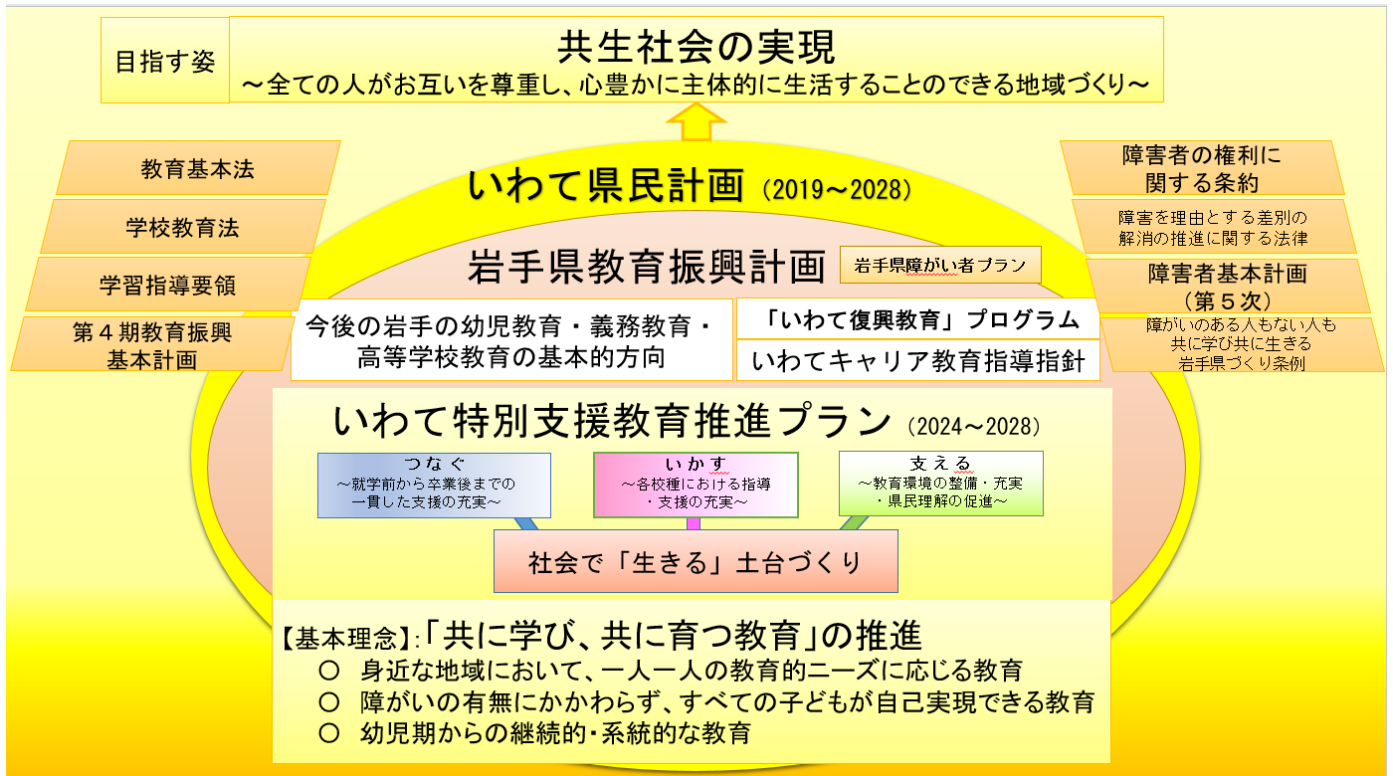 目指す姿
共生社会の実現
～全ての人がお互いを尊重し、心豊かに主体的に生活することのできる地域づくり～
教育基本法
学校教育法
学習指導要領
第４期教育振興
基本計画
障害者の権利に
関する条約
障害を理由とする差別の
解消の推進に関する法律
障害者基本計画
（第５次）
障がいのある人もない人も
共に学び共に生きる
岩手県づくり条例
いわて県民計画（2019～2028）
岩手県教育振興計画
岩手県障がい者プラン
今後の岩手の幼児教育・義務教育・
高等学校教育の基本的方向
「いわて復興教育」プログラム
いわてキャリア教育指導指針
いわて特別支援教育推進プラン（2024～2028）
つなぐ
～就学前から卒業後までの
一貫した支援の充実～
いかす
～各校種における指導
・支援の充実～
支える
～教育環境の整備・充実
・県民理解の促進～
社会で「生きる」土台づくり
【基本理念】：「共に学び、共に育つ教育」の推進
○ 身近な地域において、一人一人の教育的ニーズに応じる教育
○ 障がいの有無にかかわらず、すべての子どもが自己実現できる教育
○ 幼児期からの継続的・系統的な教育